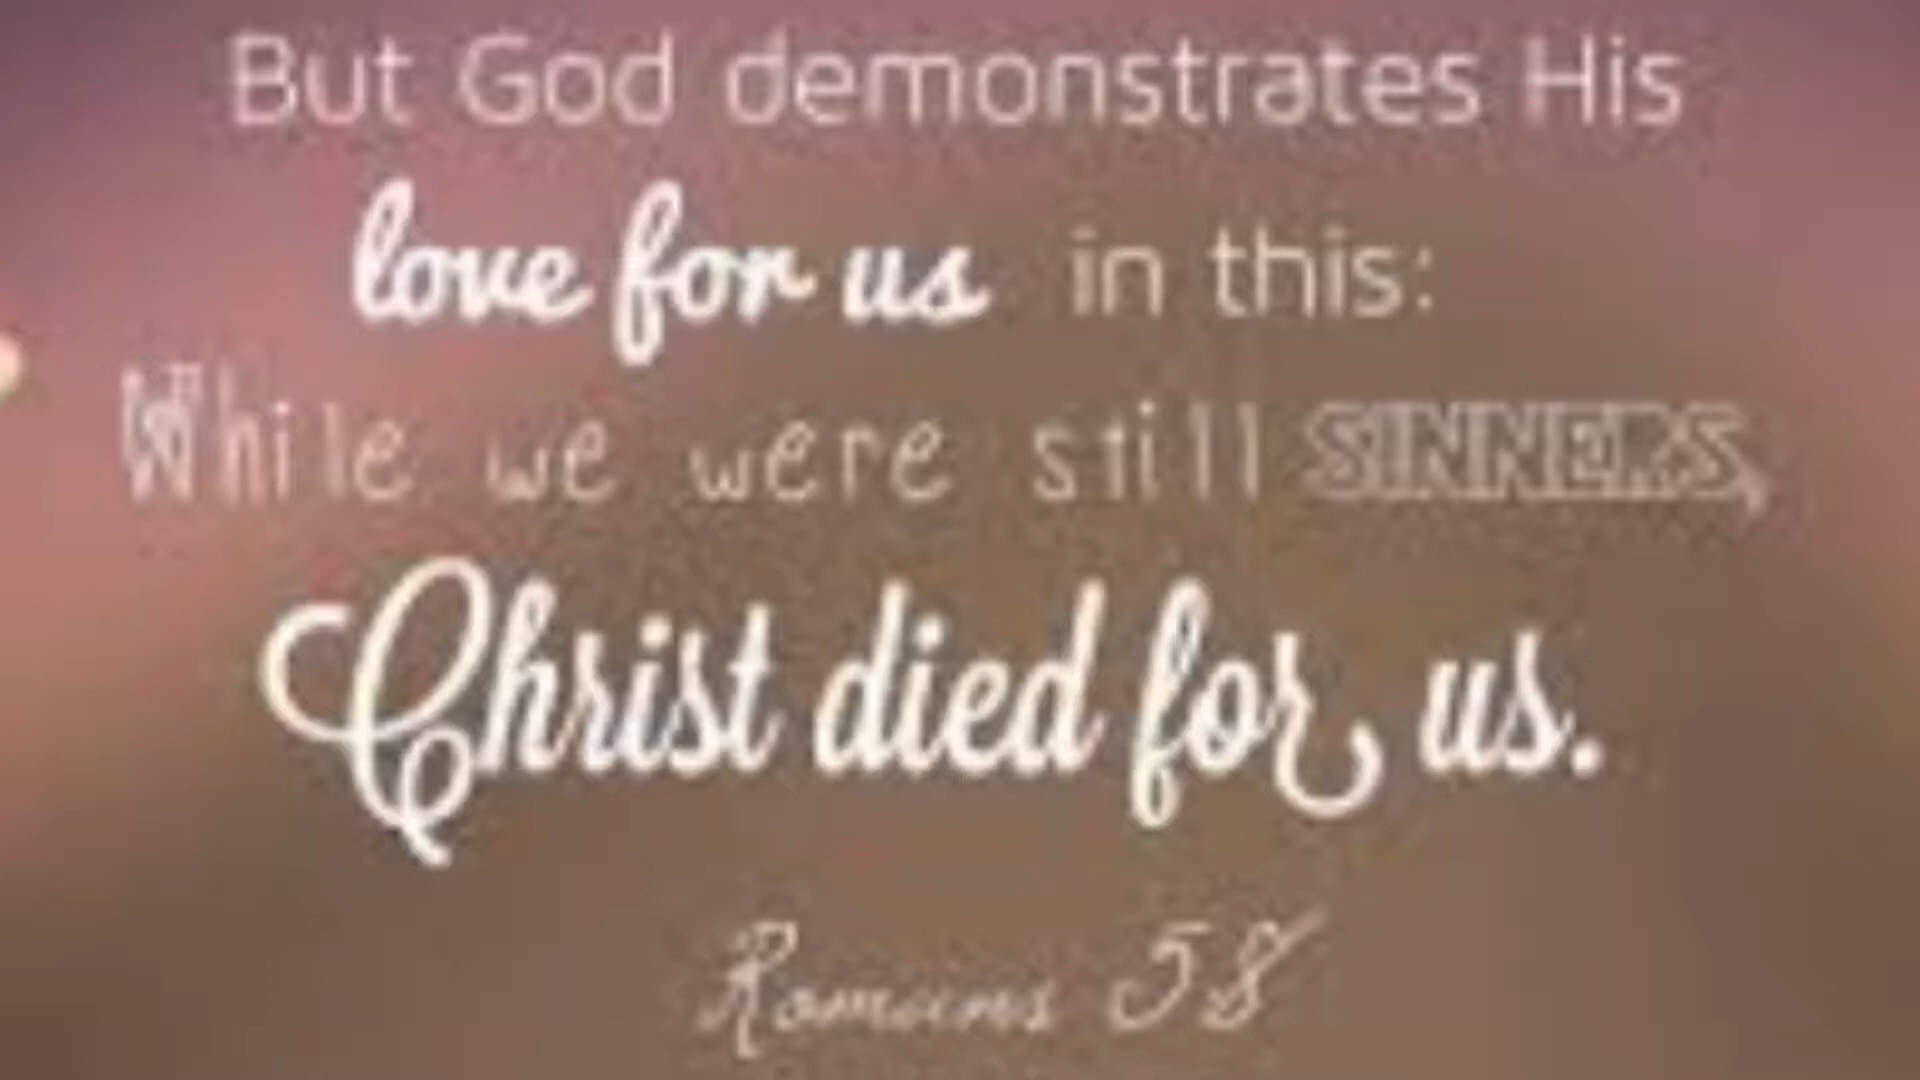 But God demonstrates His
love for us in this:
While we were still SINNERS,
Christ died for us.
Romans 5:8